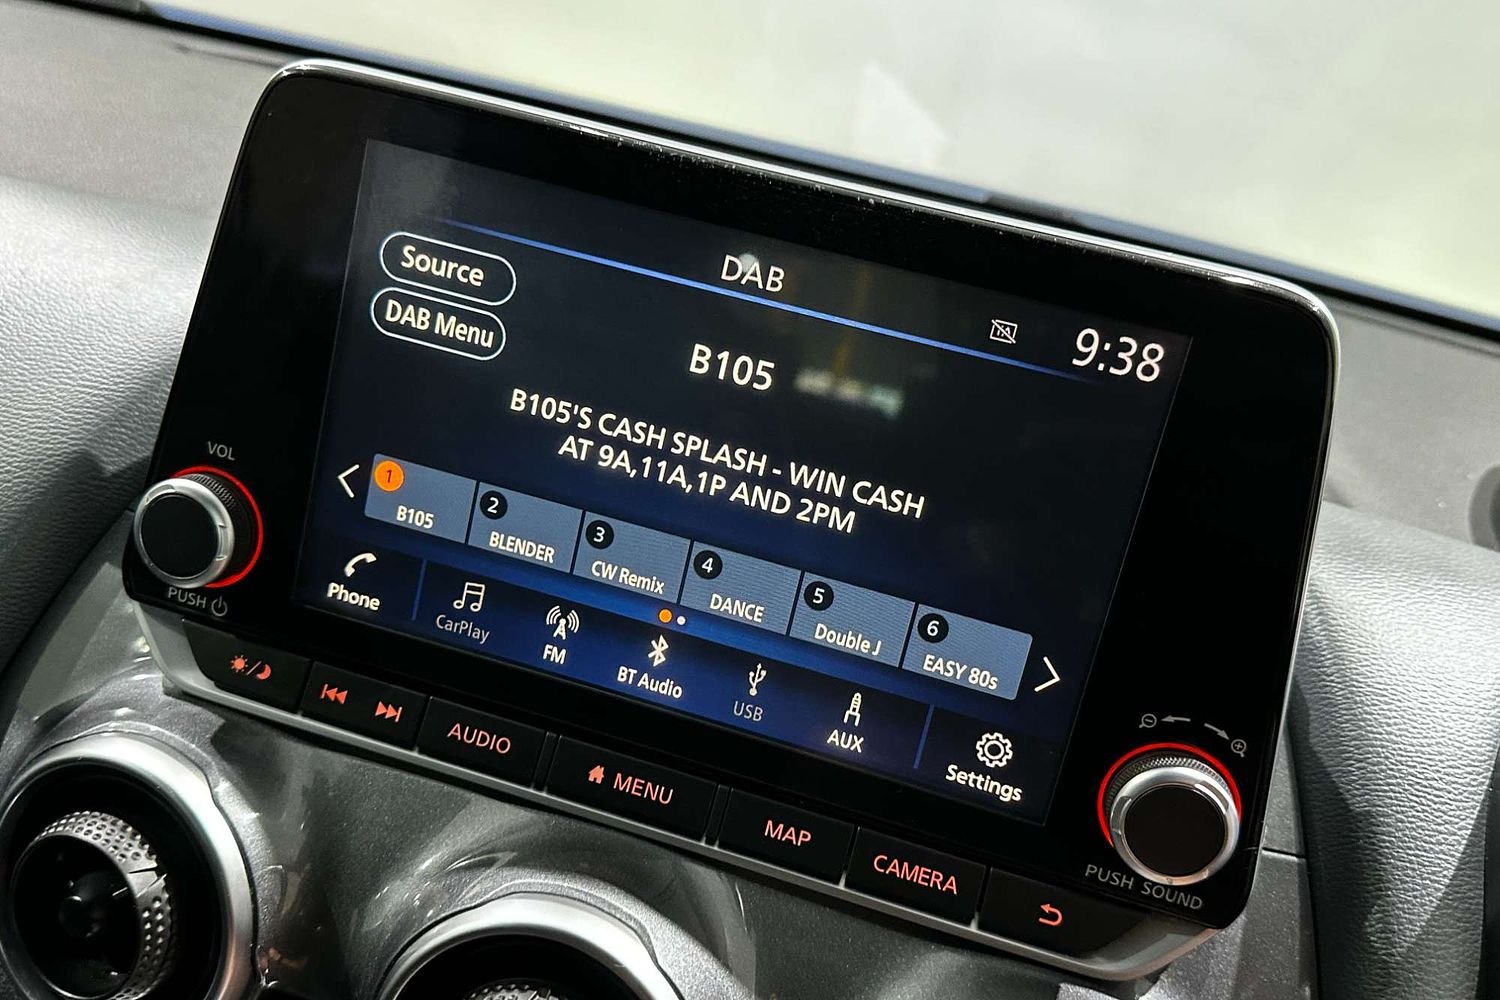 DAB
Source
DAB Menu
TA
9:38
B105
B105'S CASH SPLASH - WIN CASH
AT 9A,11A,1P AND 2PM
1
B105
2
BLENDER
3
CW Remix
4
DANCE
5
Double J
6
EASY 80s
Phone
CarPlay
FM
BT Audio
USB
AUX
Settings
VOL
PUSH
AUDIO
MENU
MAP
CAMERA
PUSH SOUND